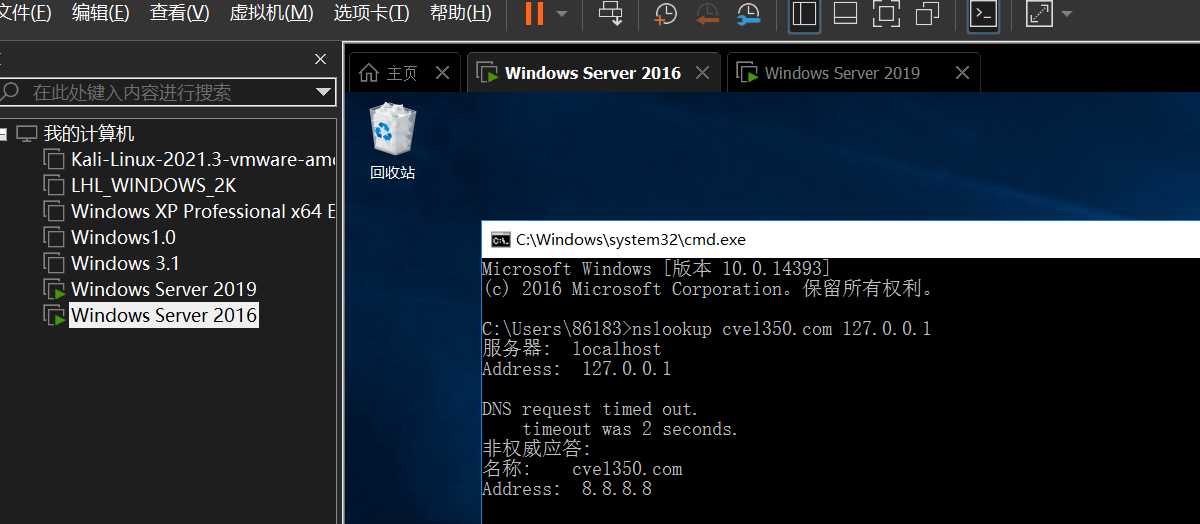 文件(F) 编辑(E) 查看(V) 虚拟机(M) 选项卡(T) 帮助(H)
在此处键入内容进行搜索
我的计算机
Kali-Linux-2021.3-vmware-am
LHL_WINDOWS_2K
Windows XP Professional x64 E
Windows1.0
Windows 3.1
Windows Server 2019
Windows Server 2016
主页 Windows Server 2016 Windows Server 2019
回收站
C:\Windows\system32\cmd.exe
Microsoft Windows [版本 10.0.14393]
(c) 2016 Microsoft Corporation。保留所有权利。
C:\Users\86183>nslookup cve1350.com 127.0.0.1
服务器:  localhost
Address:  127.0.0.1
DNS request timed out.
    timeout was 2 seconds.
非权威应答:
名称:    cve1350.com
Address:  8.8.8.8